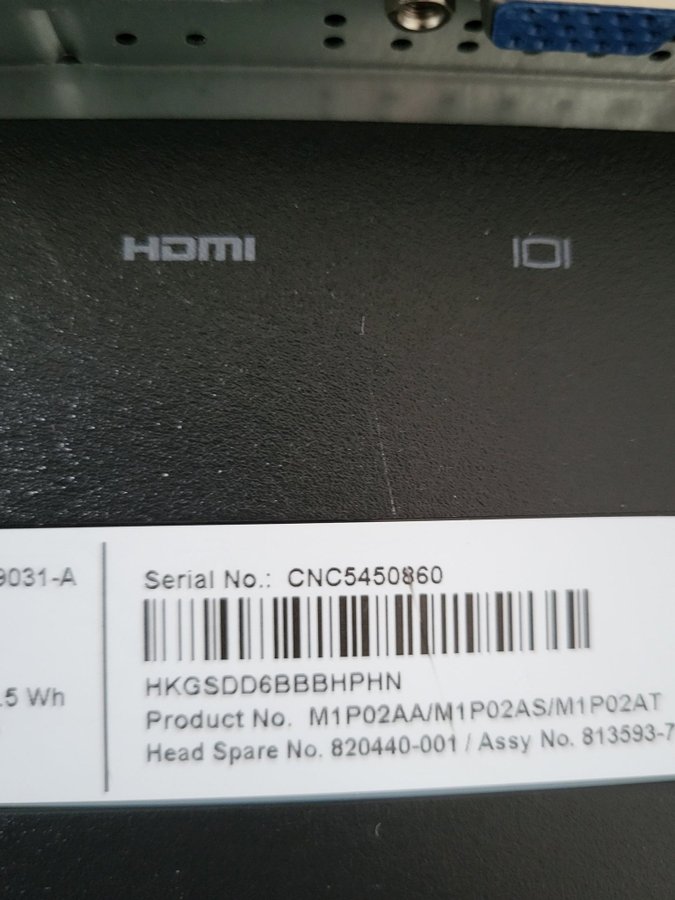 HDMI
9031-A
Serial No.: CNC5450860
HKGSDD6BBBHPHN
.5 Wh
Product No. M1P02AA/M1P02AS/M1P02AT
Head Spare No. 820440-001 / Assy No. 813593-7